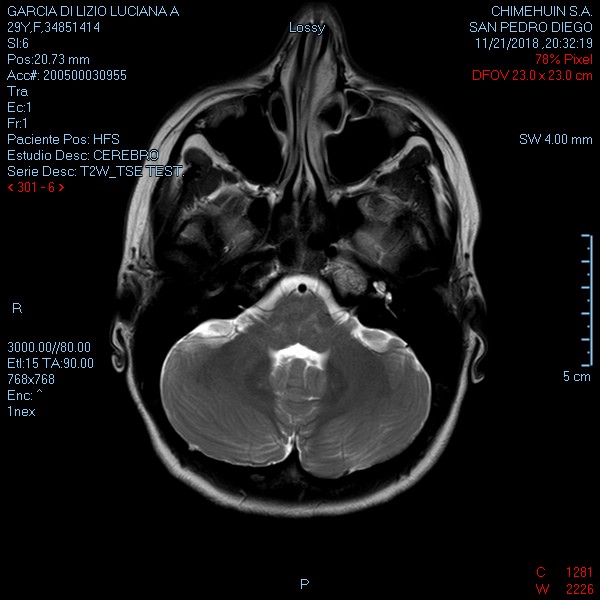 GARCIA DI LIZIO LUCIANA A
29Y,F,34851414
Sl:6
Pos:20.73 mm
Acc#: 200500030955
Tra
Ec:1
Fr:1
Paciente Pos: HFS
Estudio Desc: CEREBRO
Serie Desc: T2W_TSE TEST.
< 301 - 6 >
Lossy
CHIMEHUIN S.A.
SAN PEDRO DIEGO
11/21/2018 ,20:32:19
78% Pixel
DFOV 23.0 x 23.0 cm
SW 4.00 mm
R
3000.00//80.00
Etl:15 TA:90.00
768x768
Enc: ^
1nex
5 cm
P
C 1281
W 2226